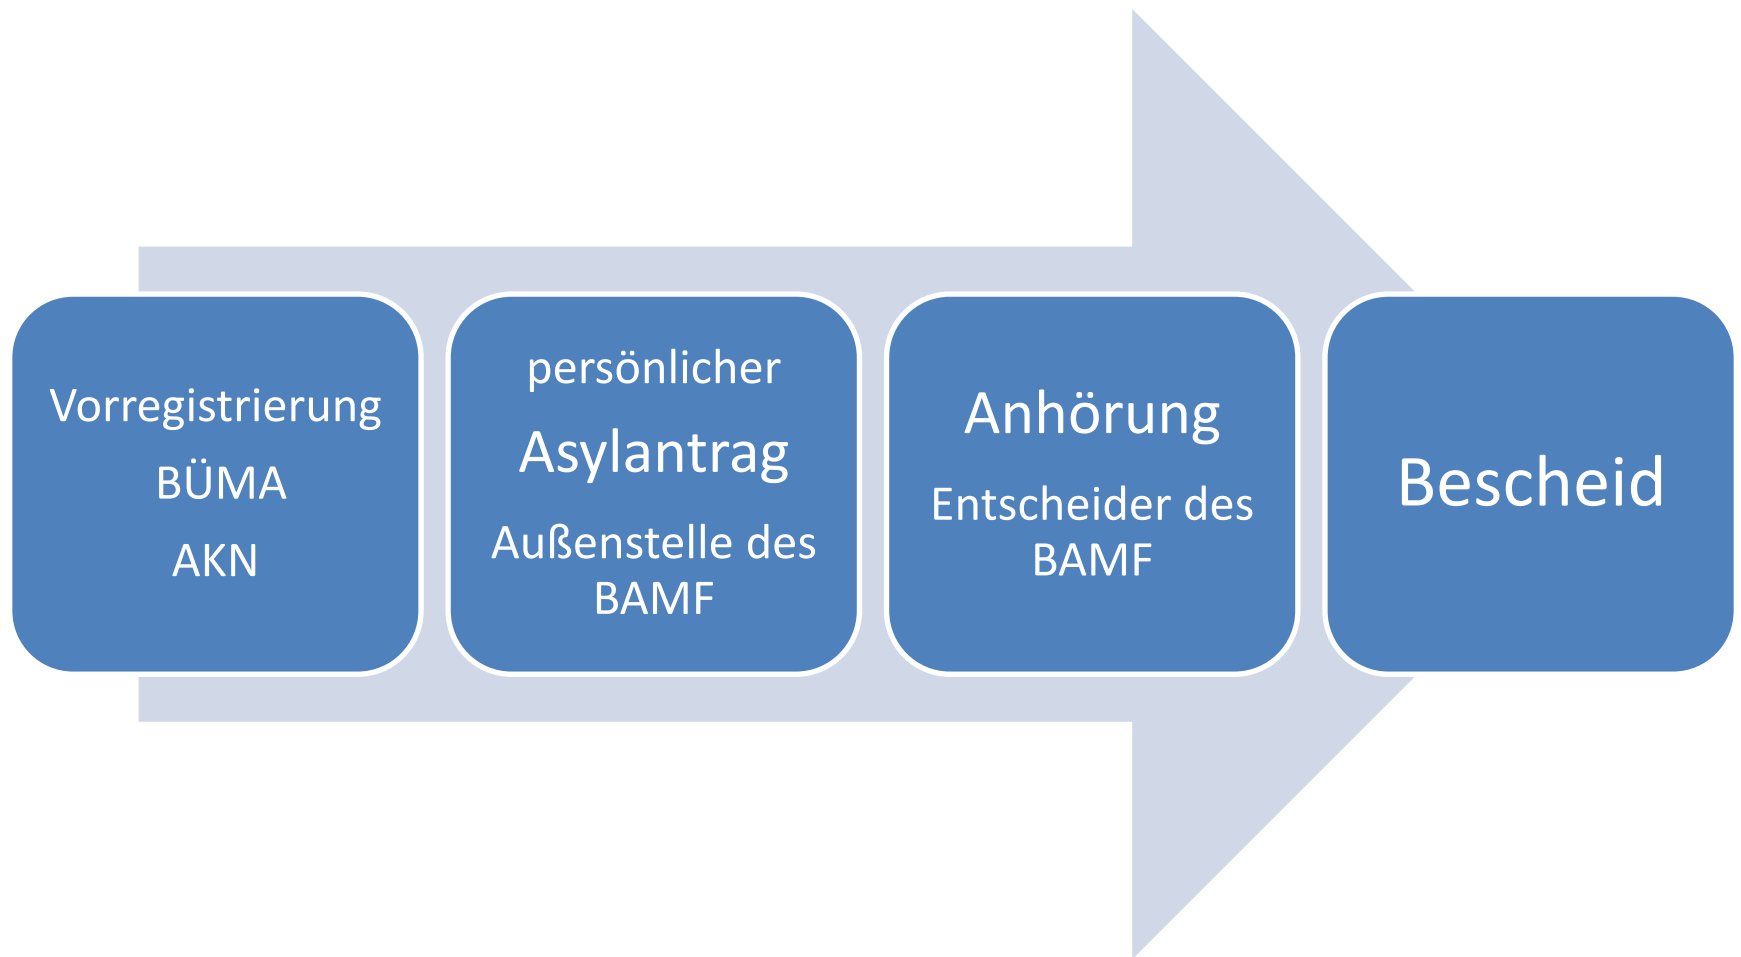 Vorregistrierung
BÜMA
AKN
persönlicher
Asylantrag
Außenstelle des
BAMF
Anhörung
Entscheider des
BAMF
Bescheid